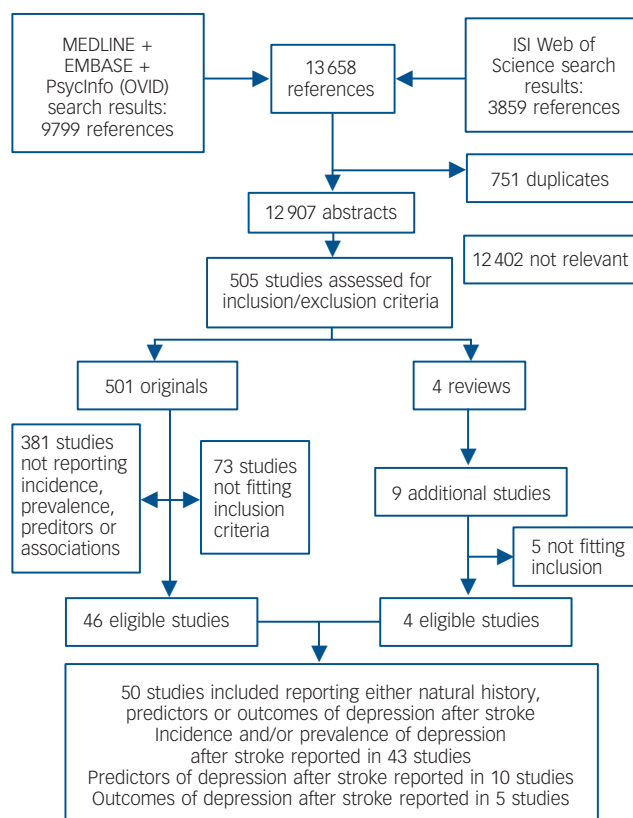 MEDLINE +
EMBASE +
PsycInfo (OVID)
search results:
9799 references
13 658
references
ISI Web of
Science search
results:
3859 references
751 duplicates
12 907 abstracts
12 402 not relevant
505 studies assessed for
inclusion/exclusion criteria
501 originals
4 reviews
381 studies
not reporting
incidence,
prevalence,
preditors or
associations
73 studies
not fitting
inclusion
criteria
9 additional studies
5 not fitting
inclusion
46 eligible studies
4 eligible studies
50 studies included reporting either natural history,
predictors or outcomes of depression after stroke
Incidence and/or prevalence of depression
after stroke reported in 43 studies
Predictors of depression after stroke reported in 10 studies
Outcomes of depression after stroke reported in 5 studies